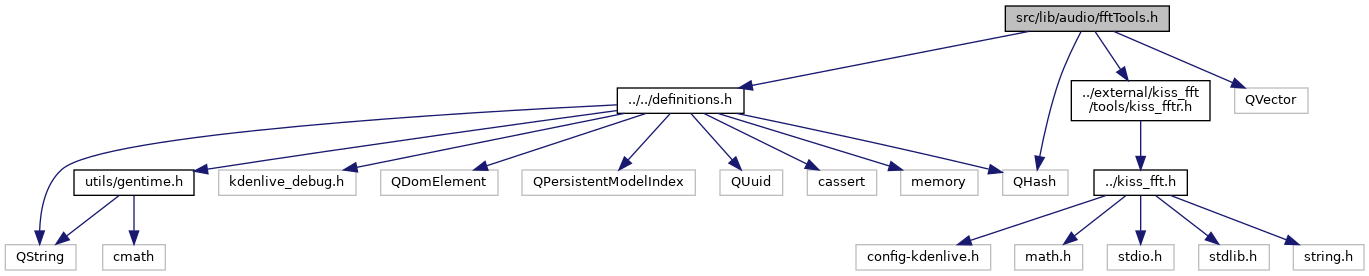 src/lib/audio/fftTools.h
../../definitions.h
../external/kiss_fft
/tools/kiss_fftr.h
QVector
utils/gentime.h
kdenlive_debug.h
QDomElement
QPersistentModelIndex
QUuid
cassert
memory
QHash
../kiss_fft.h
QString
cmath
config-kdenlive.h
math.h
stdio.h
stdlib.h
string.h